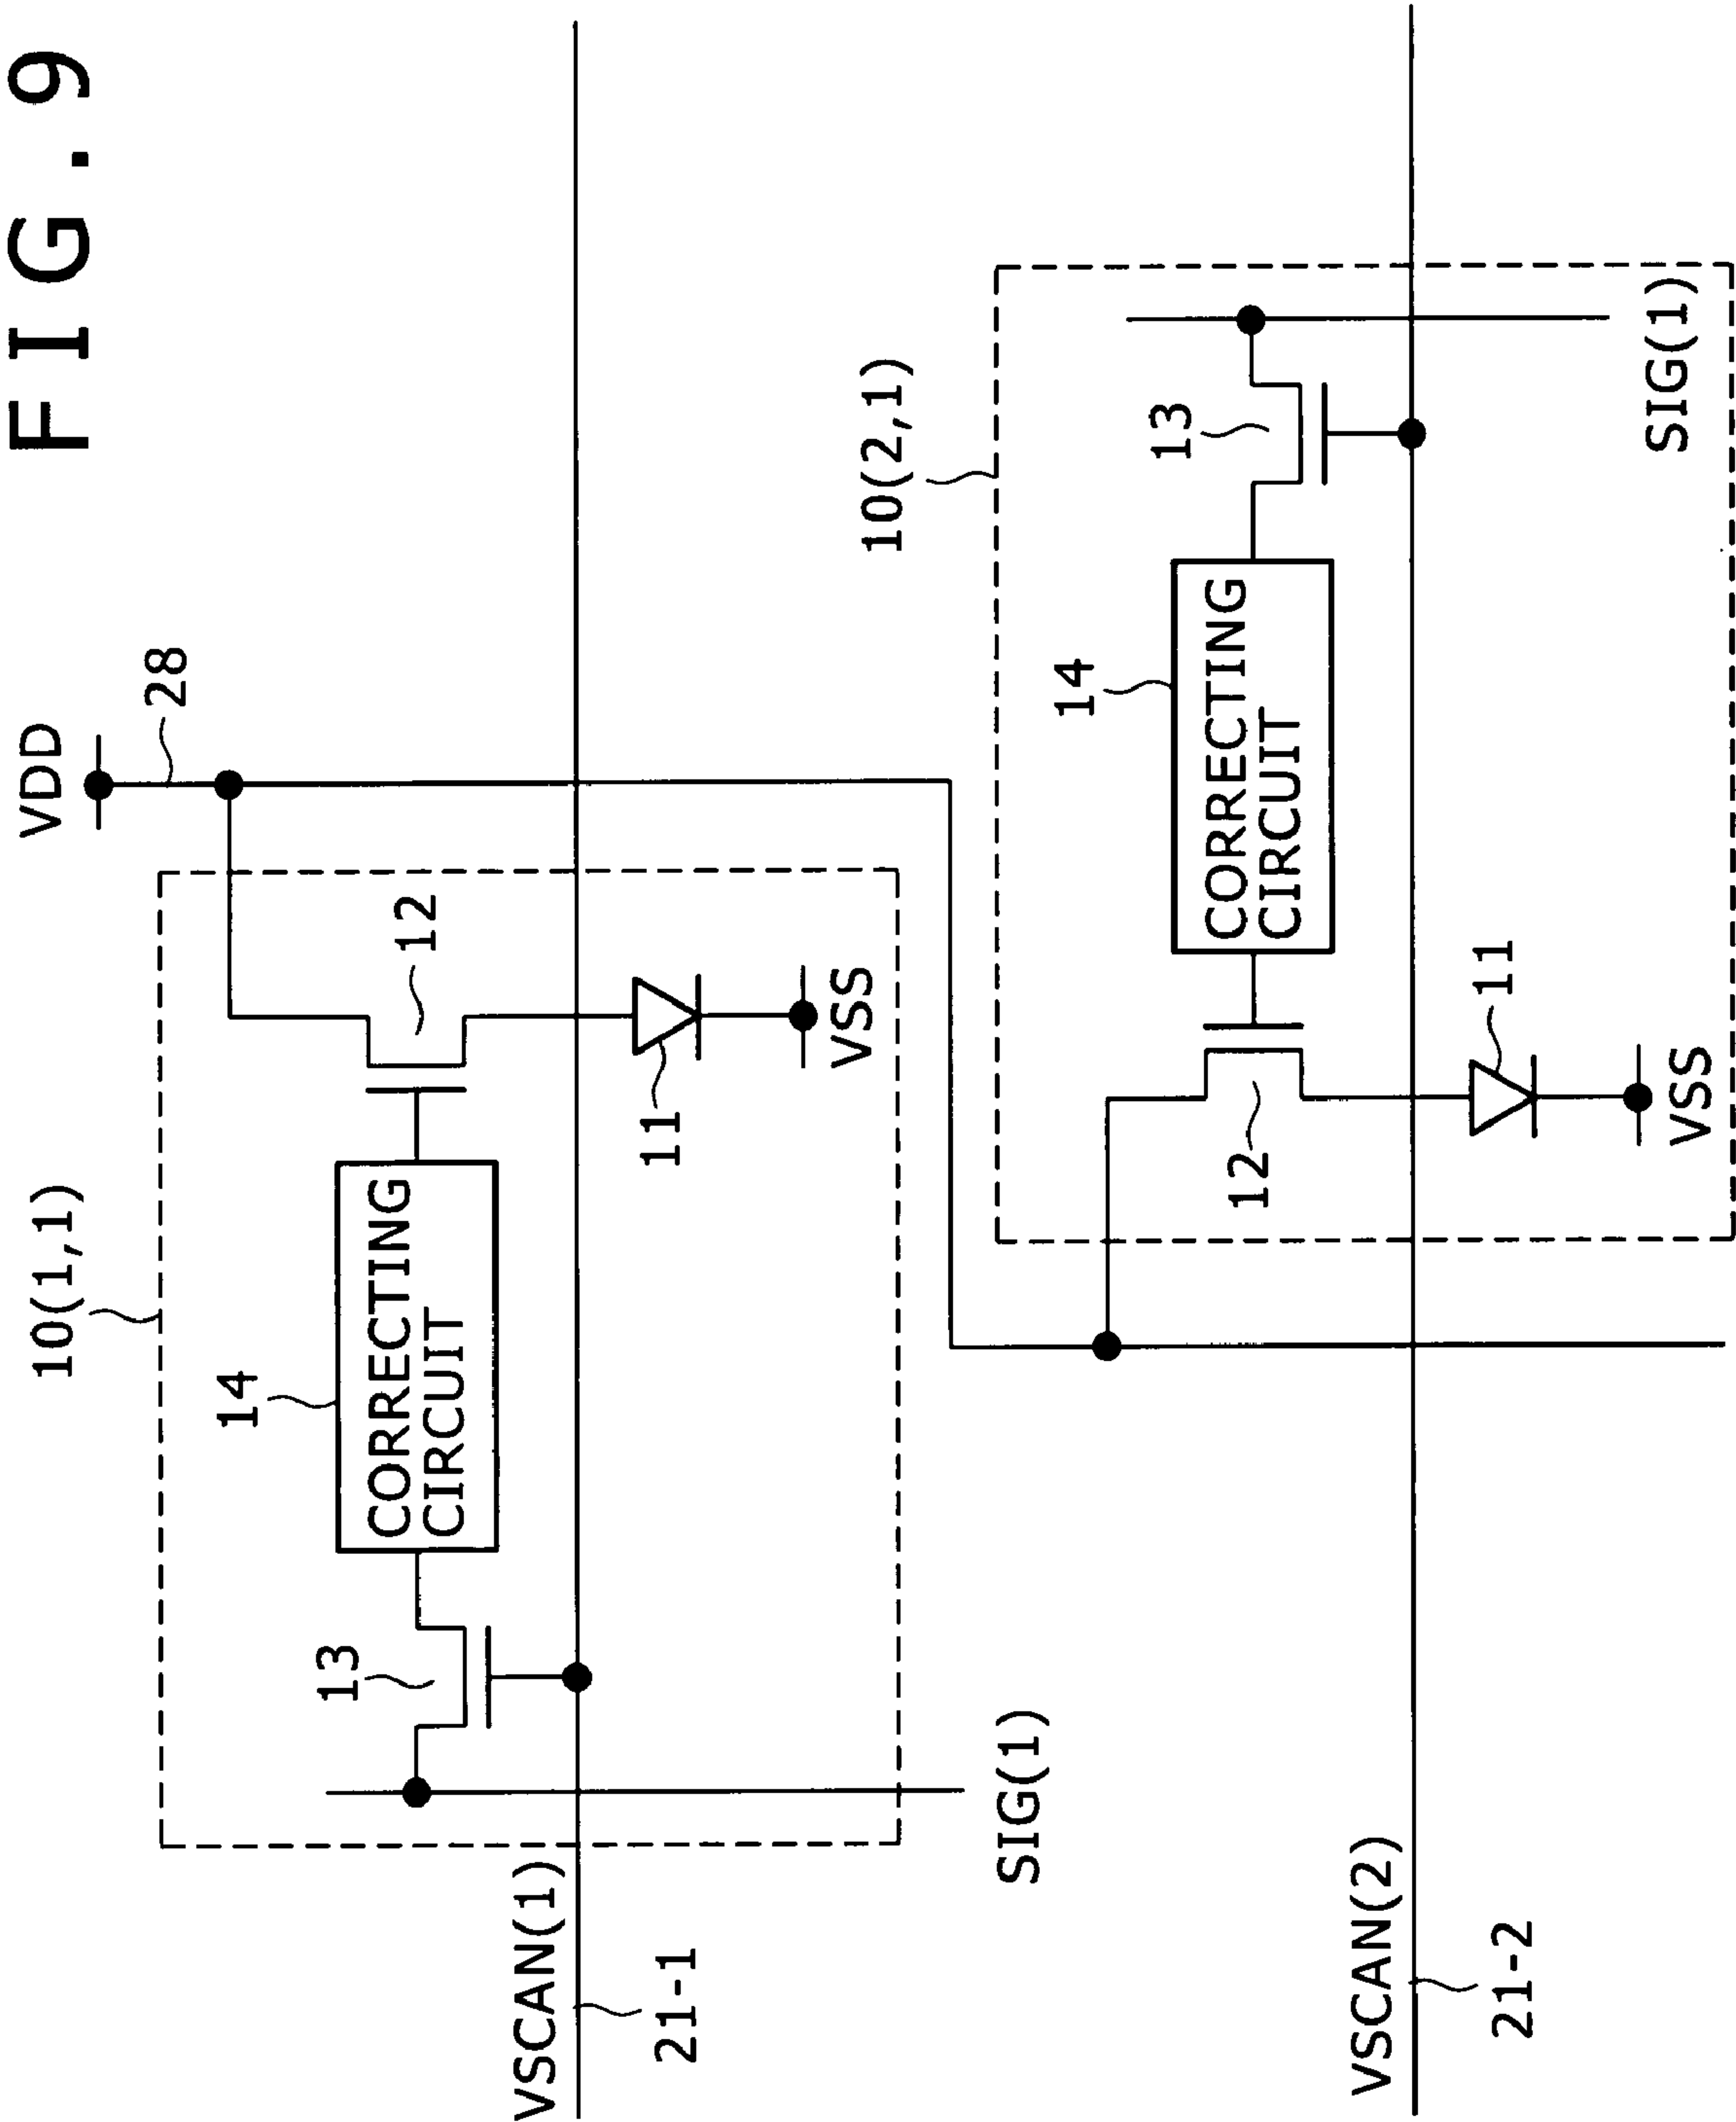 FIG.9
VDD
28
10(1,1)
14
13
12
CORRECTING
CIRCUIT
VSCAN(1)
21-1
11
VSS
SIG(1)
10(2,1)
14
13
CORRECTING
CIRCUIT
12
VSCAN(2)
21-2
11
VSS
SIG(1)